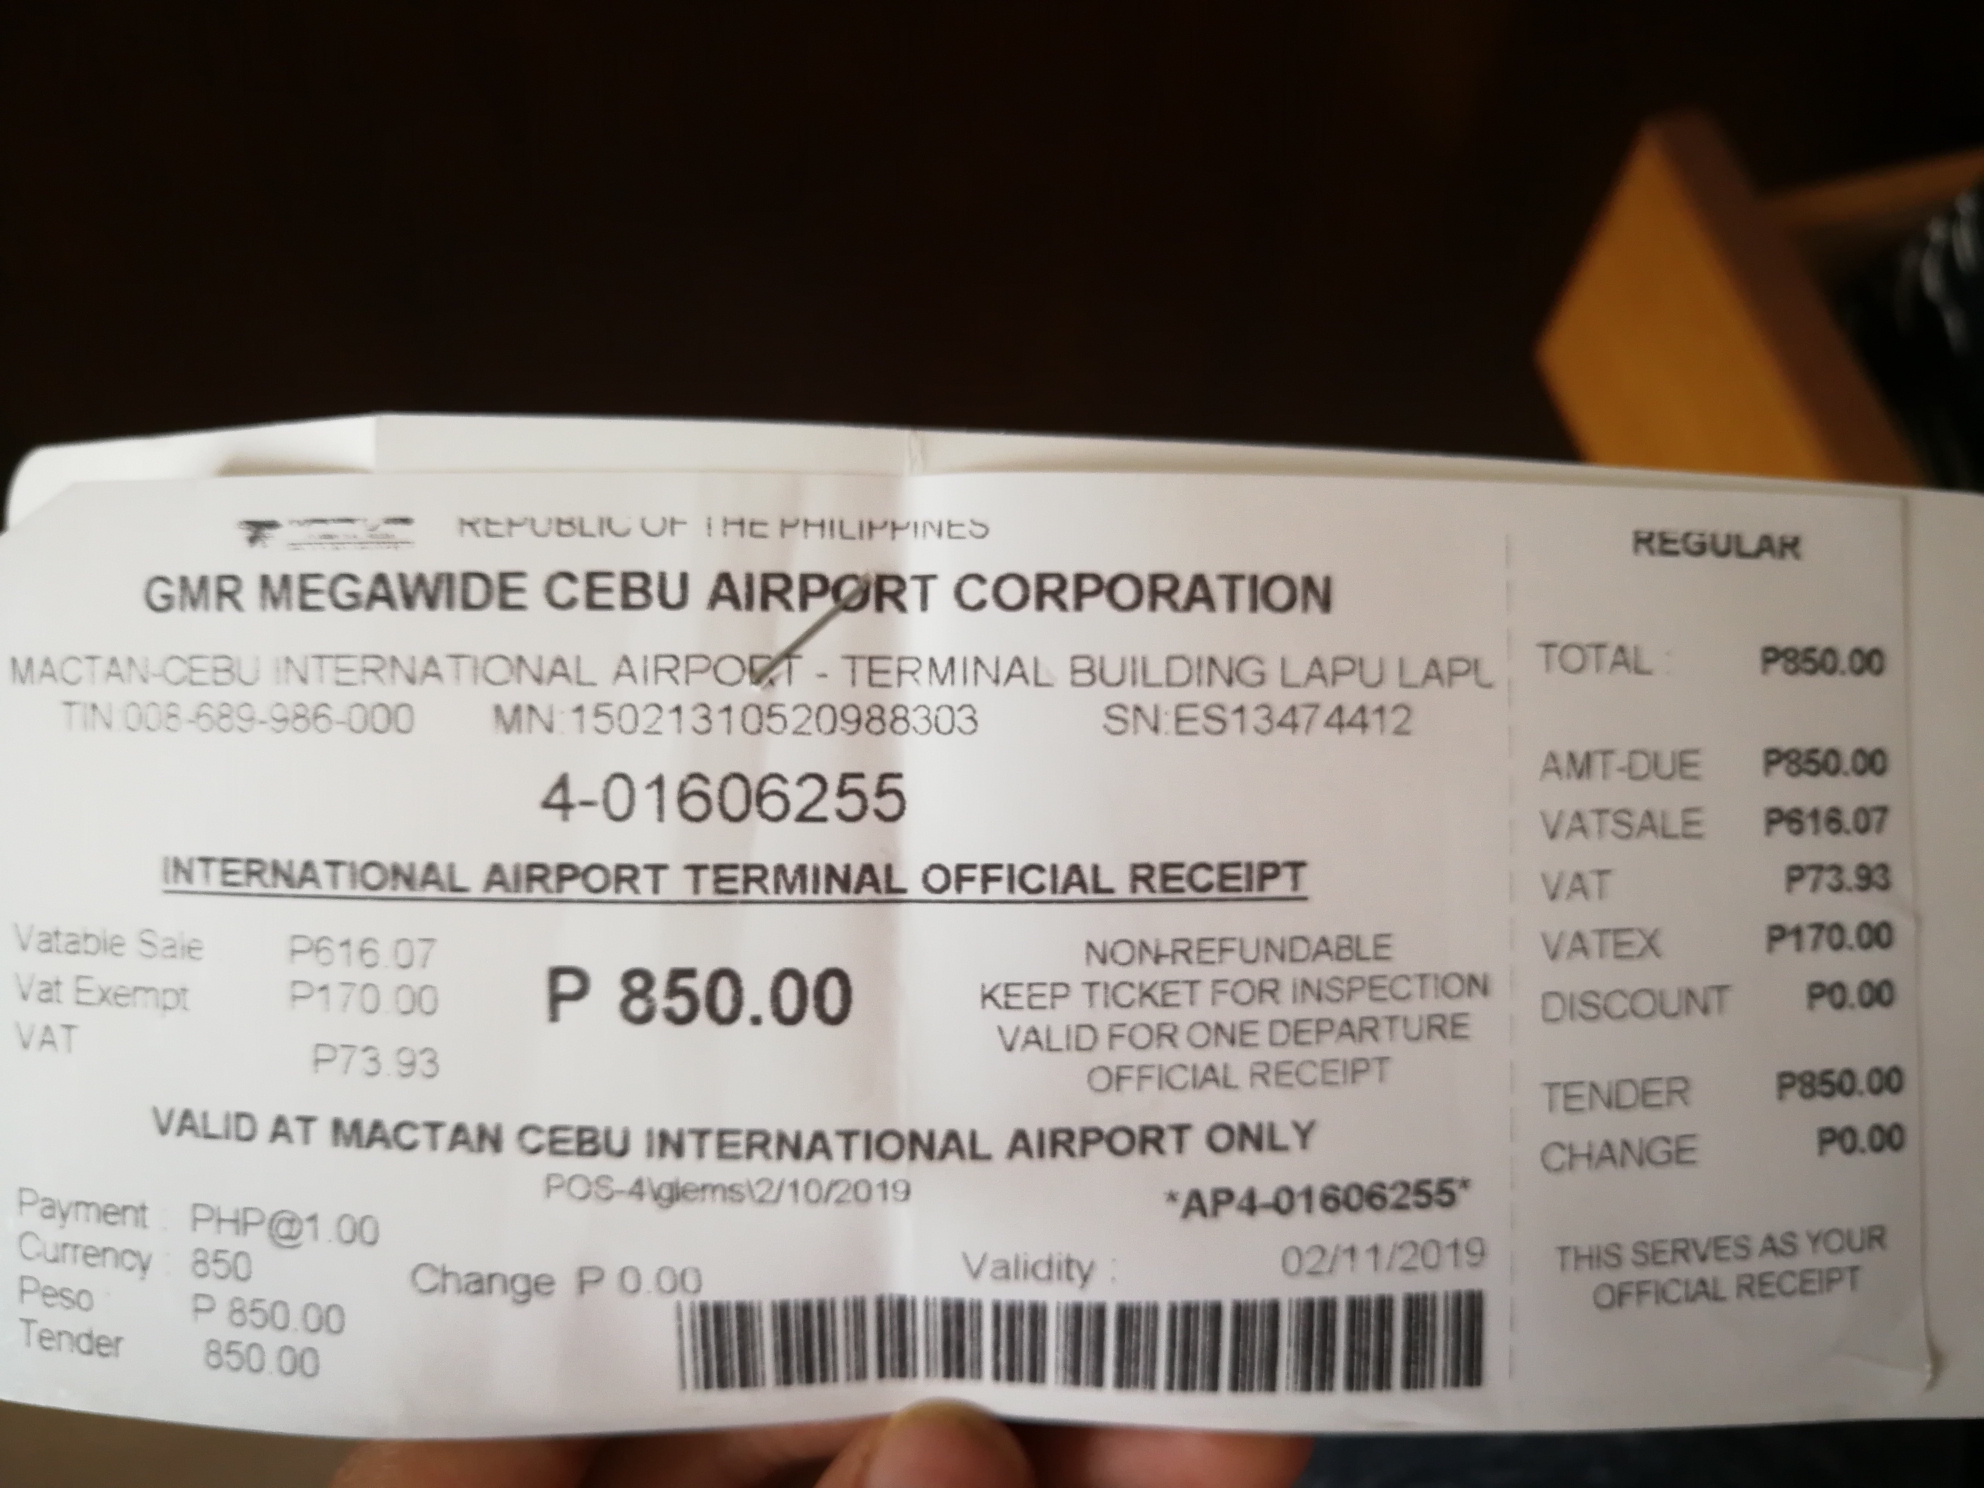 REPUBLIC OF THE PHILIPPINES
GMR MEGAWIDE CEBU AIRPORT CORPORATION
MACTAN-CEBU INTERNATIONAL AIRPORT - TERMINAL BUILDING LAPU LAPU
TIN:008-689-986-000 MN:15021310520988303 SN:ES13474412
4-01606255
INTERNATIONAL AIRPORT TERMINAL OFFICIAL RECEIPT
Vatable Sale P616.07
Vat Exempt P170.00
VAT P73.93
P 850.00
NON-REFUNDABLE
KEEP TICKET FOR INSPECTION
VALID FOR ONE DEPARTURE
OFFICIAL RECEIPT
VALID AT MACTAN CEBU INTERNATIONAL AIRPORT ONLY
POS-4\glems\2/10/2019
*AP4-01606255*
Payment : PHP@1.00
Currency : 850
Peso P 850.00
Tender 850.00
Change P 0.00
Validity : 02/11/2019
REGULAR
TOTAL : P850.00
AMT-DUE P850.00
VATSALE P616.07
VAT P73.93
VATEX P170.00
DISCOUNT P0.00
TENDER P850.00
CHANGE P0.00
THIS SERVES AS YOUR
OFFICIAL RECEIPT